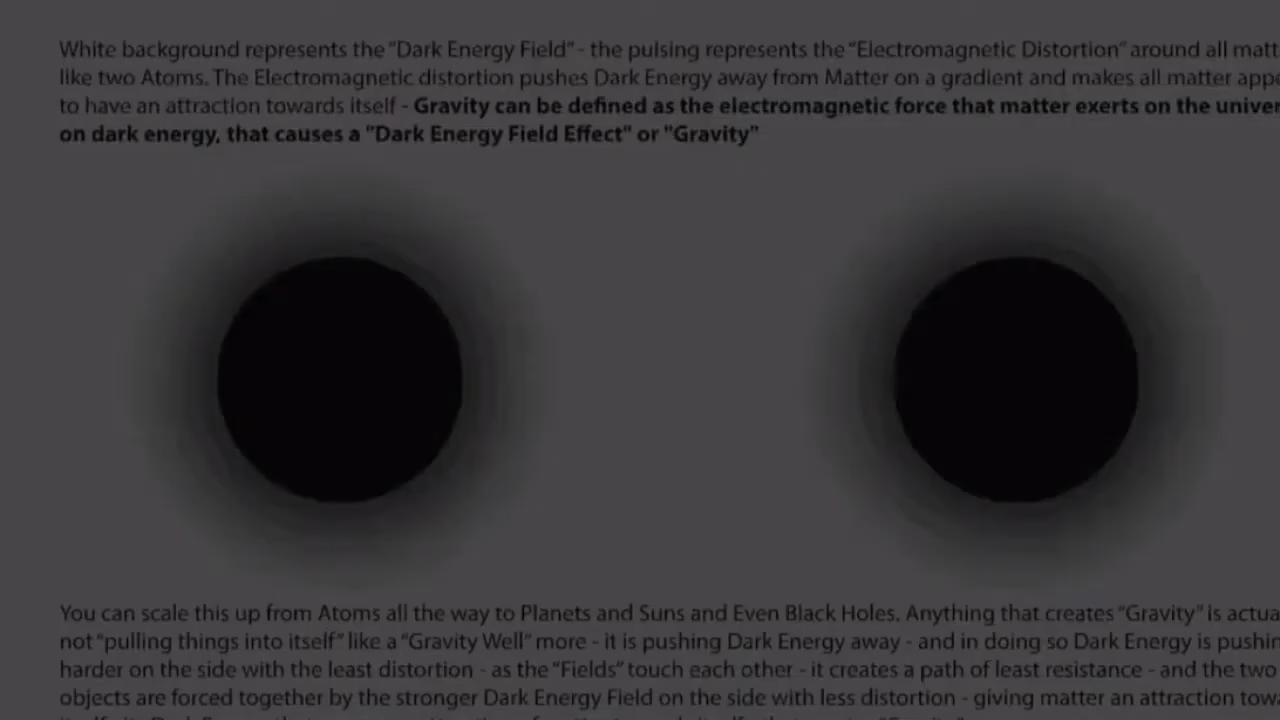 White background represents the "Dark Energy Field" - the pulsing represents the "Electromagnetic Distortion" around all matt
like two Atoms. The Electromagnetic distortion pushes Dark Energy away from Matter on a gradient and makes all matter appe
to have an attraction towards itself - Gravity can be defined as the electromagnetic force that matter exerts on the univer
on dark energy, that causes a "Dark Energy Field Effect" or "Gravity"
You can scale this up from Atoms all the way to Planets and Suns and Even Black Holes. Anything that creates "Gravity" is actua
not "pulling things into itself" like a "Gravity Well" more - it is pushing Dark Energy away - and in doing so Dark Energy is pushin
harder on the side with the least distortion - as the "Fields" touch each other - it creates a path of least resistance - and the two
objects are forced together by the stronger Dark Energy Field on the side with less distortion - giving matter an attraction tow